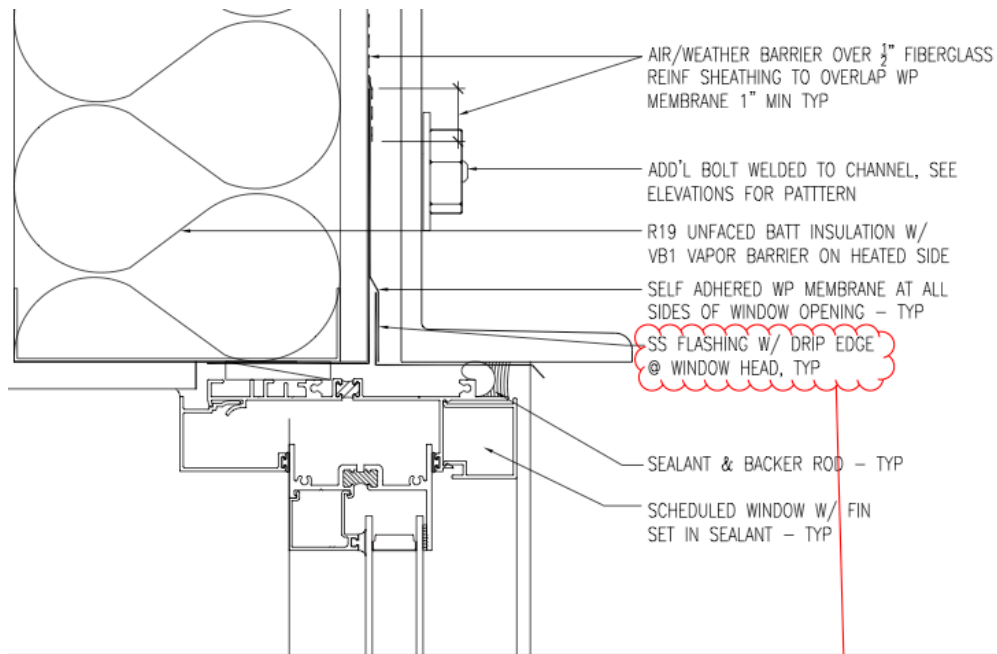 AIR/WEATHER BARRIER OVER ½" FIBERGLASS
REINF SHEATHING TO OVERLAP WP
MEMBRANE 1" MIN TYP
ADD'L BOLT WELDED TO CHANNEL, SEE
ELEVATIONS FOR PATTTERN
R19 UNFACED BATT INSULATION W/
VB1 VAPOR BARRIER ON HEATED SIDE
SELF ADHERED WP MEMBRANE AT ALL
SIDES OF WINDOW OPENING – TYP
SS FLASHING W/ DRIP EDGE
@ WINDOW HEAD, TYP
SEALANT & BACKER ROD – TYP
SCHEDULED WINDOW W/ FIN
SET IN SEALANT – TYP